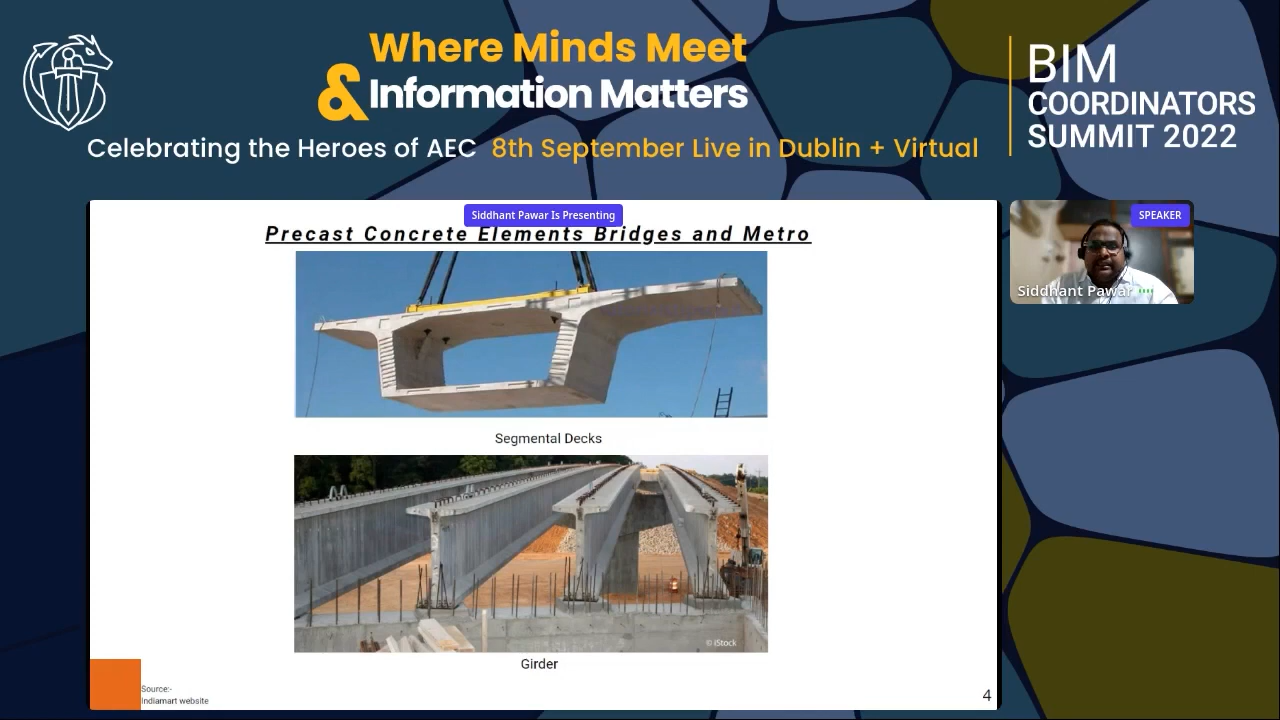 Where Minds Meet
& Information Matters
Celebrating the Heroes of AEC 8th September Live in Dublin + Virtual
BIM
COORDINATORS
SUMMIT 2022
Siddhant Pawar Is Presenting
Precast Concrete Elements Bridges and Metro
SPEAKER
Siddhant Pawar
Segmental Decks
© iStock
Girder
Source:-
Indiamart website
4